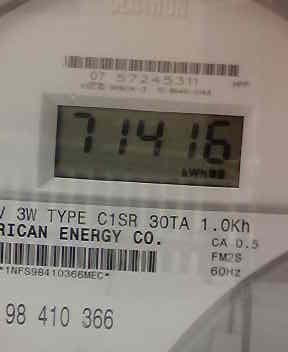 07 57245311
71416
kWh
V 3W TYPE C1SR 30TA 1.0Kh
RICAN ENERGY CO.
CA 0.5
FM2S
60Hz
*1NFS98410366MEC*
98 410 366